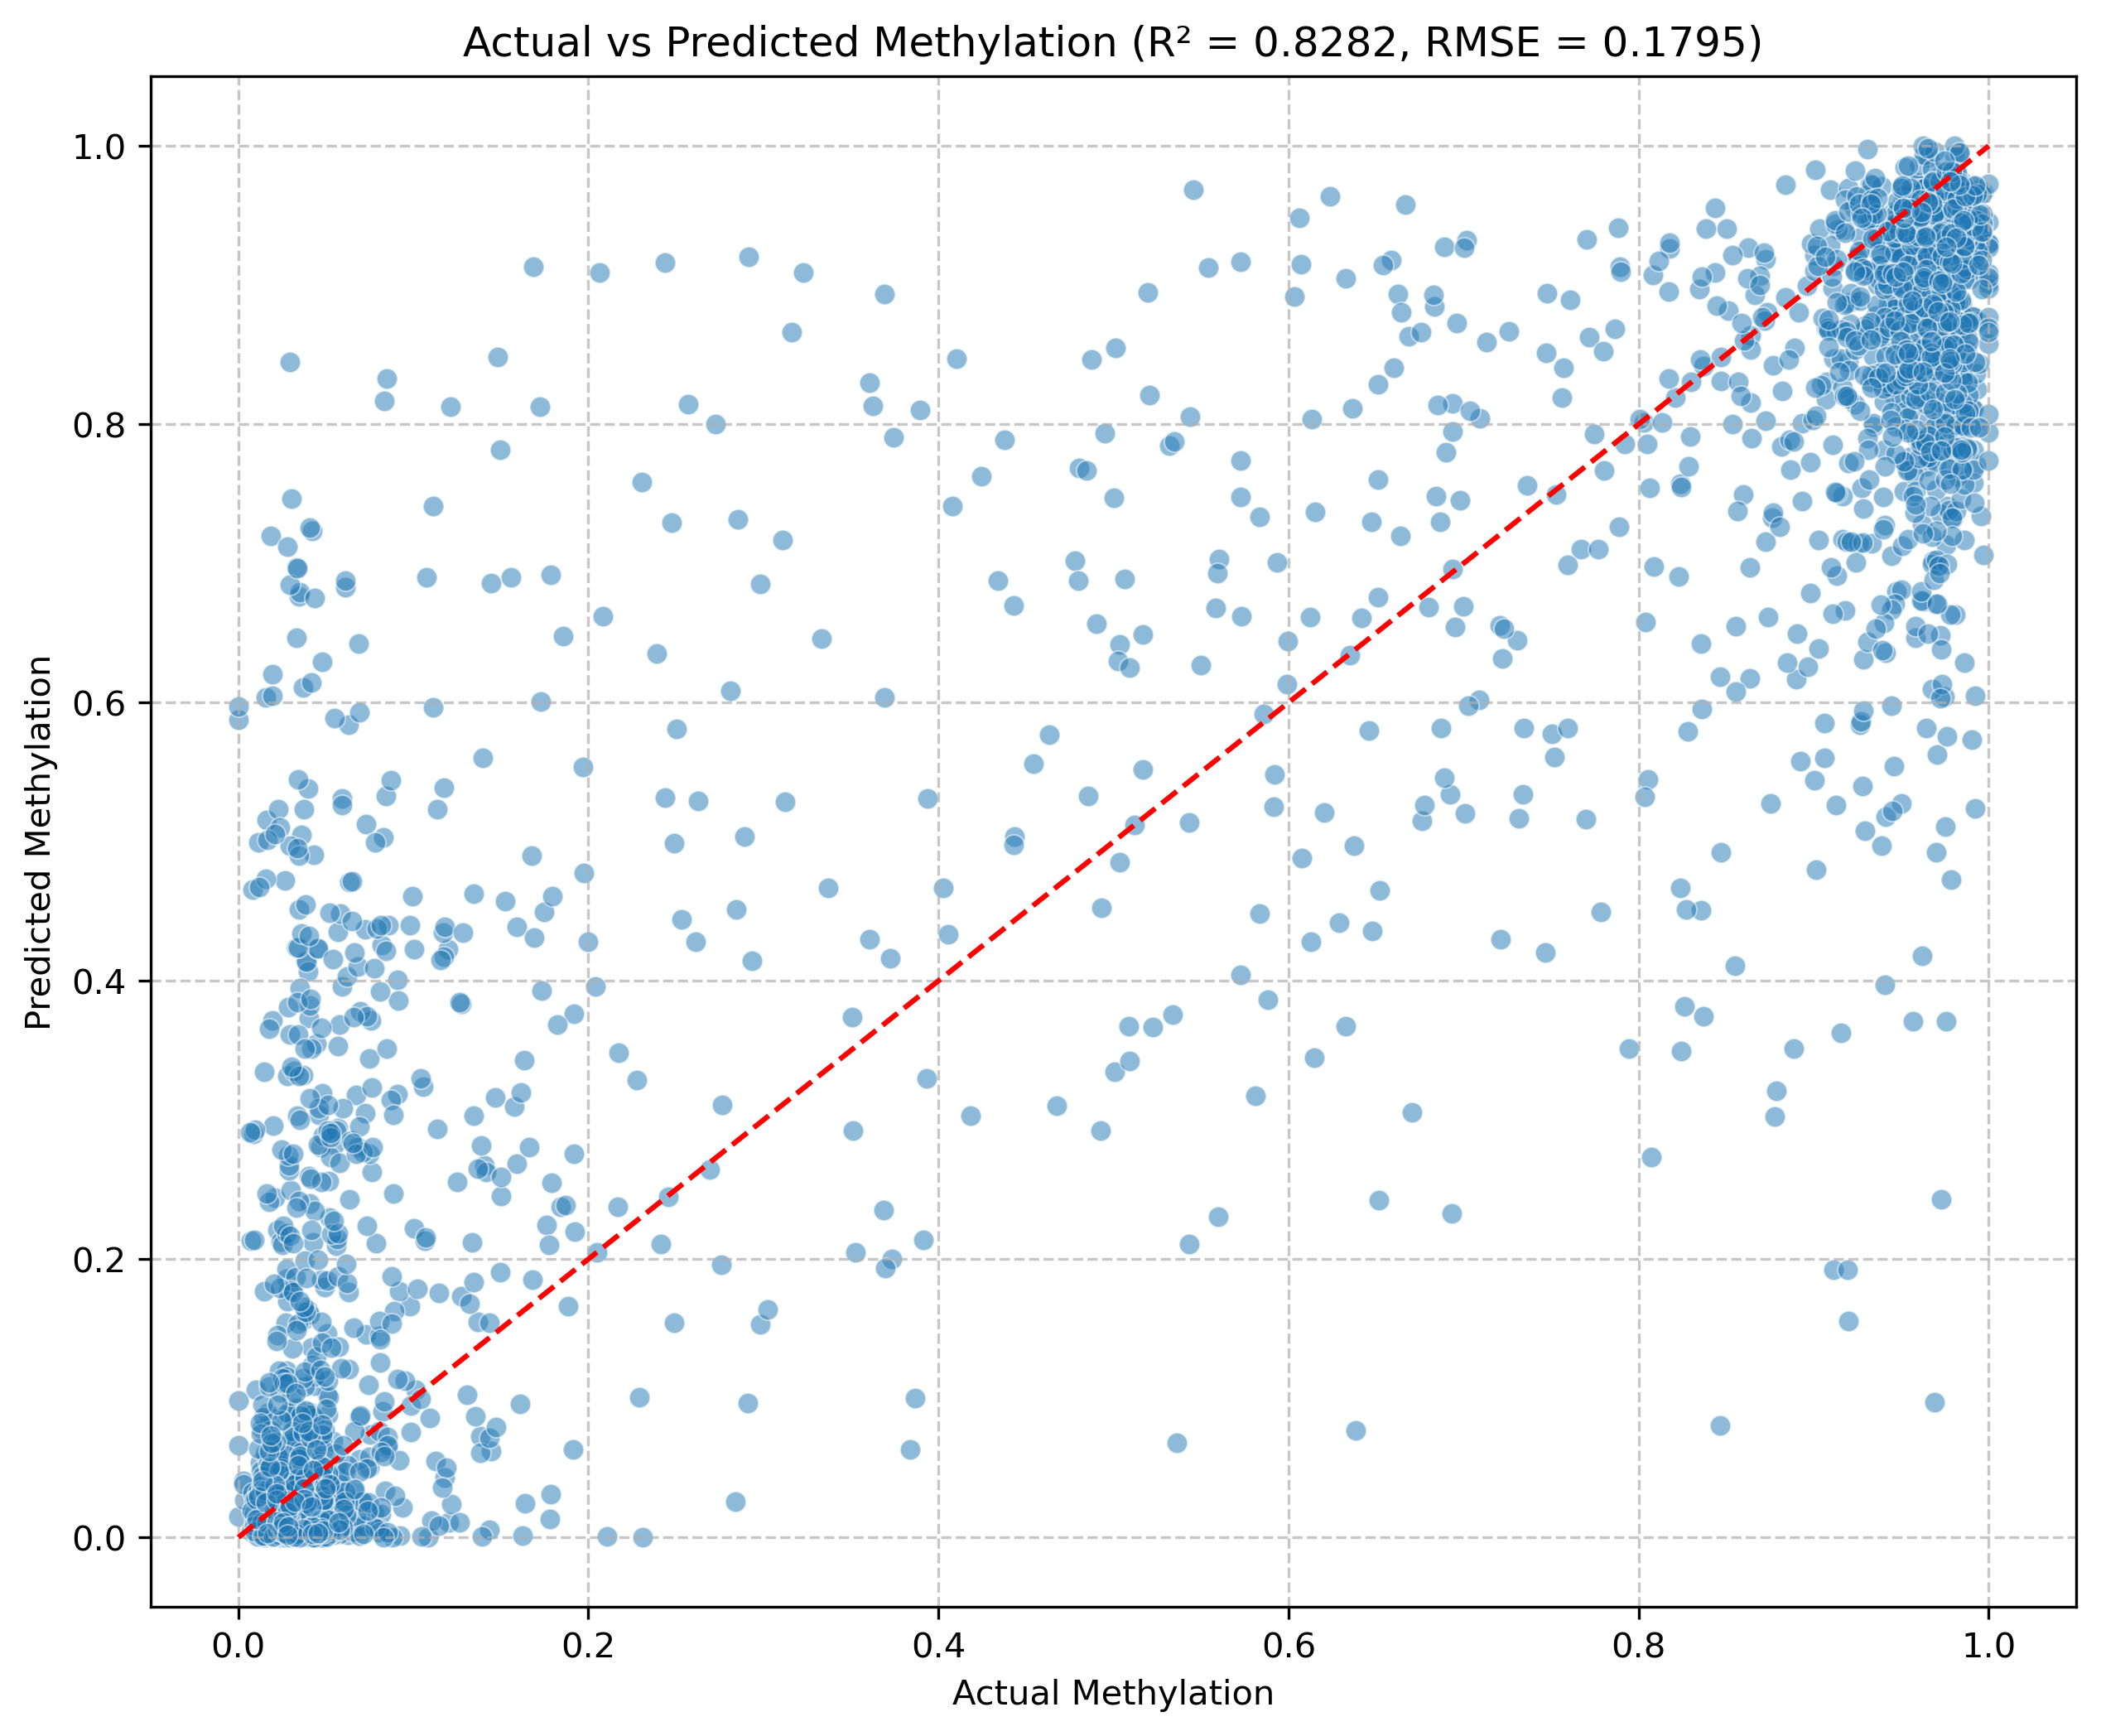 Actual vs Predicted Methylation (R² = 0.8282, RMSE = 0.1795)
Predicted Methylation
1.0
0.8
0.6
0.4
0.2
0.0
0.0 0.2 0.4 0.6 0.8 1.0
Actual Methylation